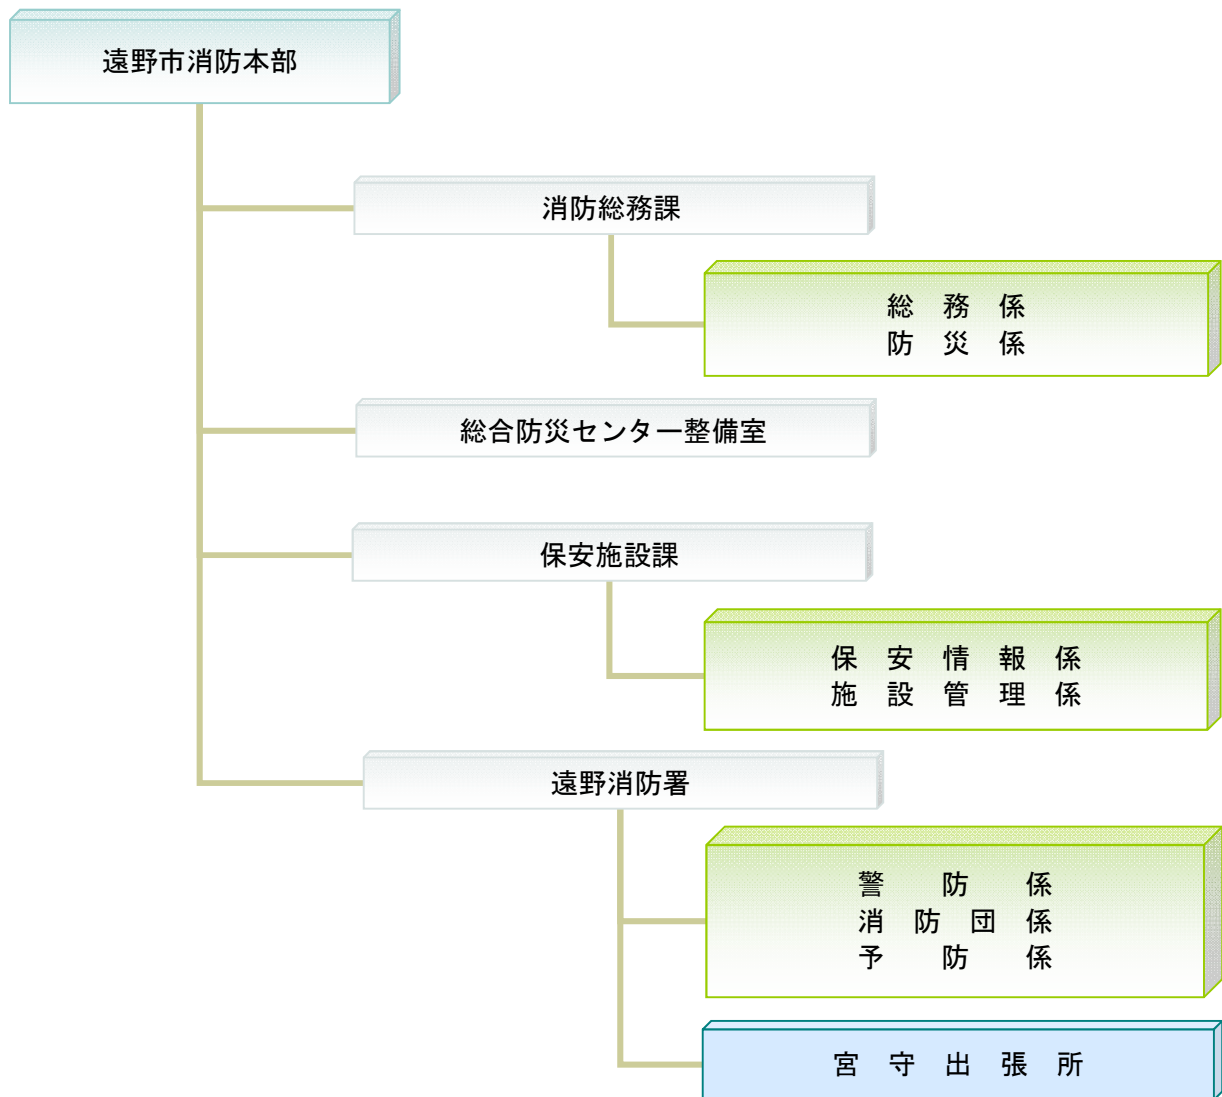 遠野市消防本部
消防総務課
総　務　係
防　災　係
総合防災センター整備室
保安施設課
保　安　情　報　係
施　設　管　理　係
遠野消防署
警　　防　　係
消　防　団　係
予　　防　　係
宮　守　出　張　所